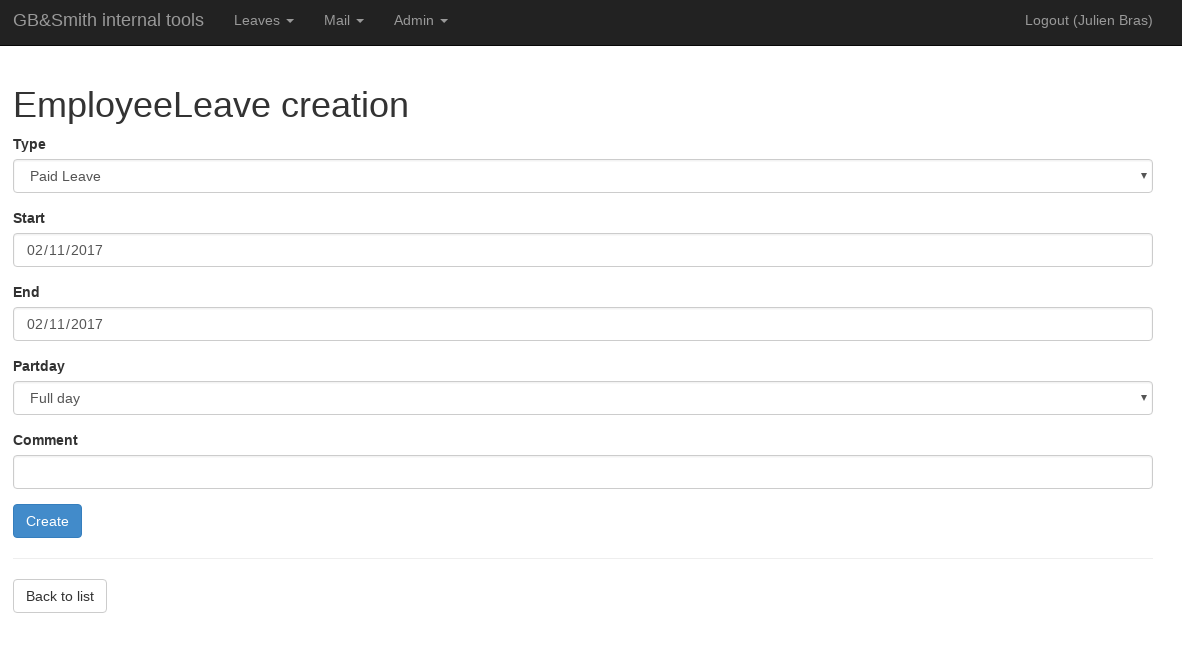 GB&Smith internal tools Leaves Mail Admin Logout (Julien Bras)
EmployeeLeave creation
Type
Paid Leave
Start
02/11/2017
End
02/11/2017
Partday
Full day
Comment
Create
Back to list